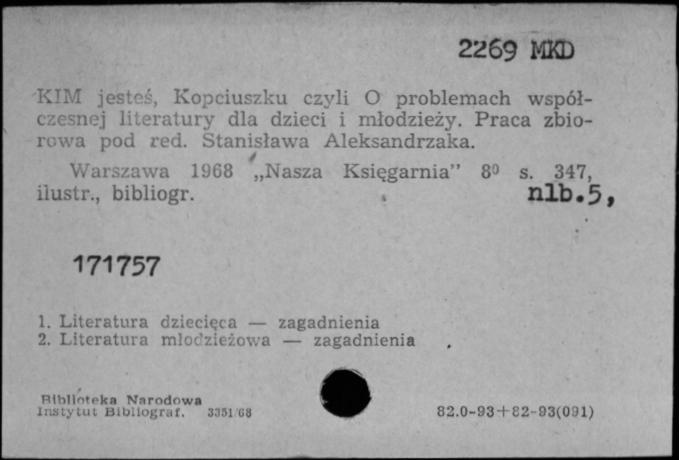 2269 MKD
KIM jesteś, Kopciuszku czyli O problemach współ-
czesnej literatury dla dzieci i młodzieży. Praca zbio-
rowa pod red. Stanisława Aleksandrzaka.
Warszawa 1968 „Nasza Księgarnia” 8⁰ s. 347,
ilustr., bibliogr. nlb.5,
171757
1. Literatura dziecięca — zagadnienia
2. Literatura młodzieżowa — zagadnienia
Biblioteka Narodowa
Instytut Bibliograf. 3351/68 82.0-93+82-93(091)